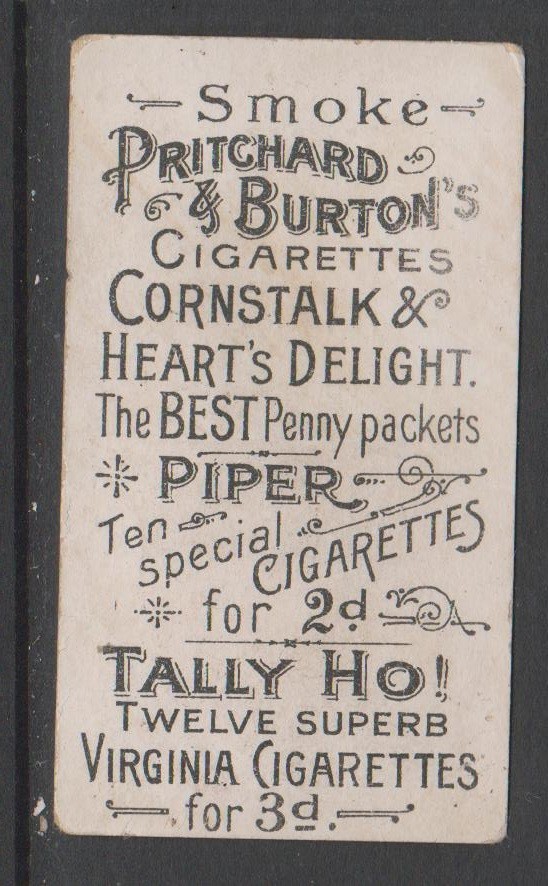 Smoke
PRITCHARD
& BURTON'S
CIGARETTES
CORNSTALK &
HEART'S DELIGHT.
The BEST Penny packets
PIPER
Ten
special CIGARETTES
for 2d
TALLY HO!
TWELVE SUPERB
VIRGINIA CIGARETTES
for 3d.